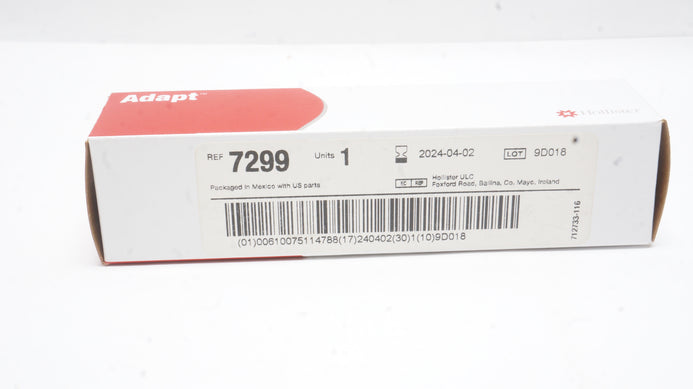 Adapt™
Hollister
REF 7299 Units 1
2024-04-02 LOT 9D018
Packaged in Mexico with US parts
EC REP Hollister ULC
Foxford Road, Ballina, Co. Mayo, Ireland
(01)00610075114788(17)240402(30)1(10)9D018
712733-116